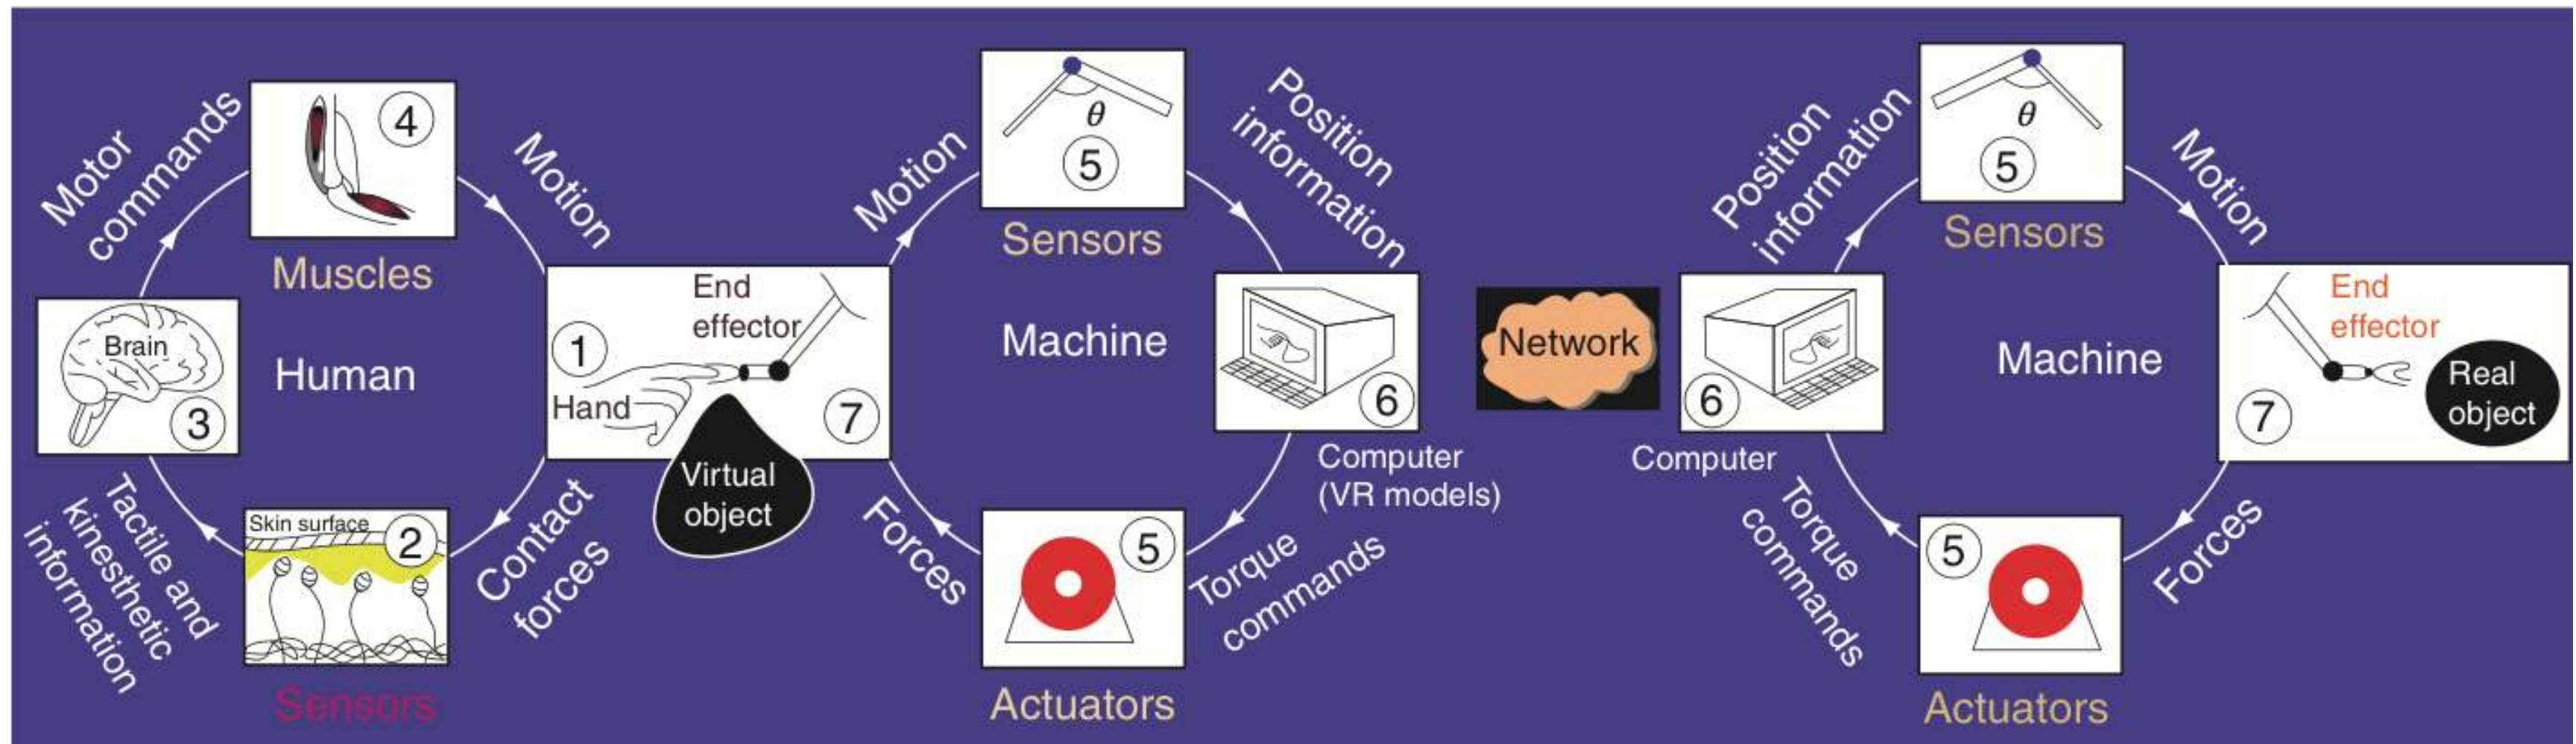 Motor
commands
4
Muscles
Motion
Brain
3
Human
Tactile and
kinesthetic
information
Skin surface
2
Sensors
Contact
forces
1
Hand
End
effector
7
Virtual
object
Motion
θ
5
Sensors
Position
information
Machine
6
Computer
(VR models)
Torque
commands
5
Actuators
Forces
Network
6
Computer
Position
information
θ
5
Sensors
Motion
Machine
End
effector
7
Real
object
Forces
5
Actuators
Torque
commands